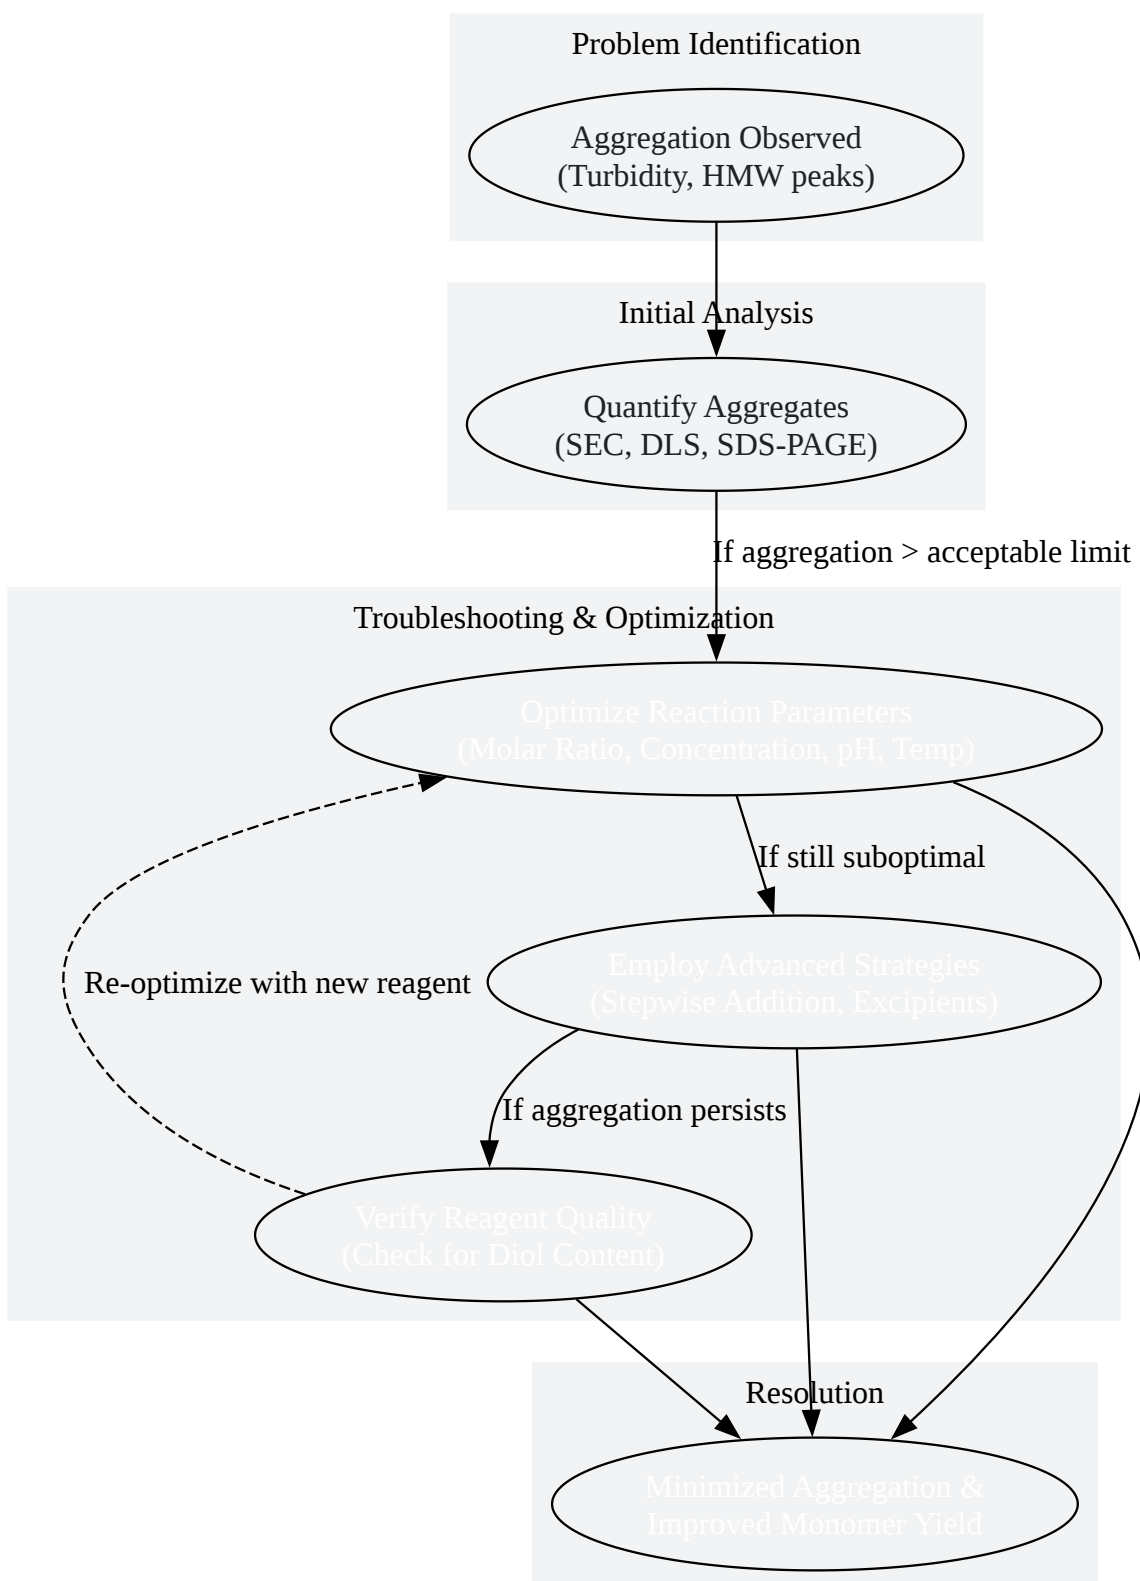 Problem Identification
Aggregation Observed
(Turbidity, HMW peaks)
Initial Analysis
Quantify Aggregates
(SEC, DLS, SDS-PAGE)
If aggregation > acceptable limit
Troubleshooting & Optimization
Optimize Reaction Parameters
(Molar Ratio, Concentration, pH, Temp)
If still suboptimal
Employ Advanced Strategies
(Stepwise Addition, Excipients)
Re-optimize with new reagent
If aggregation persists
Verify Reagent Quality
(Check for Diol Content)
Resolution
Minimized Aggregation &
Improved Monomer Yield